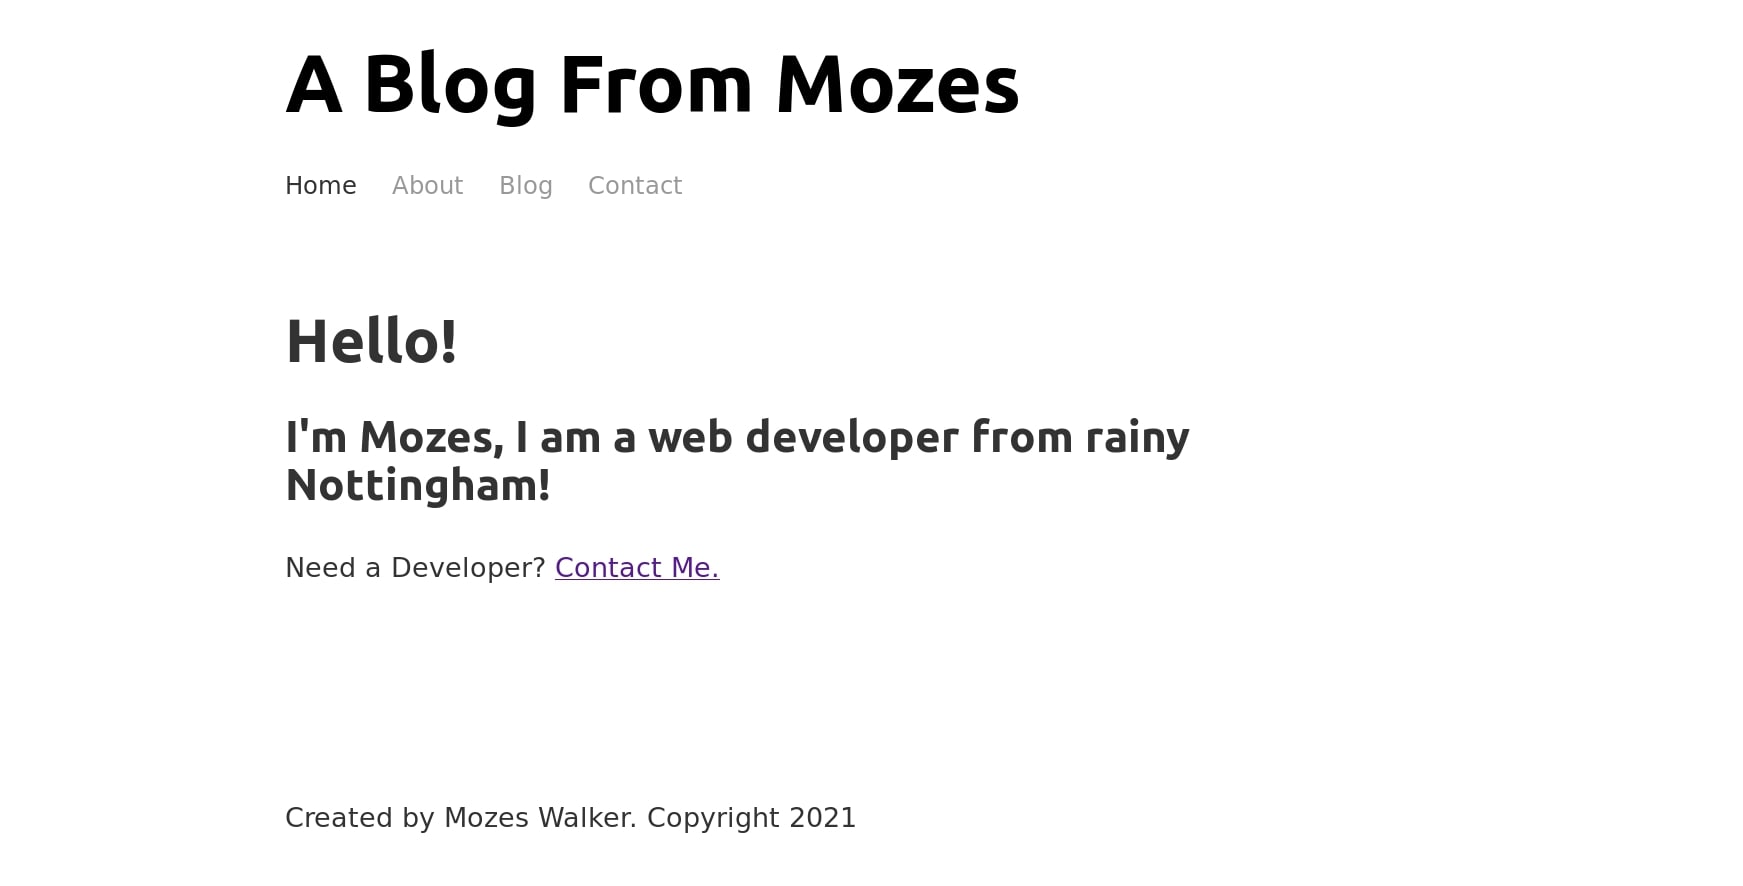 A Blog From Mozes
Home About Blog Contact
Hello!
I'm Mozes, I am a web developer from rainy
Nottingham!
Need a Developer? Contact Me.
Created by Mozes Walker. Copyright 2021